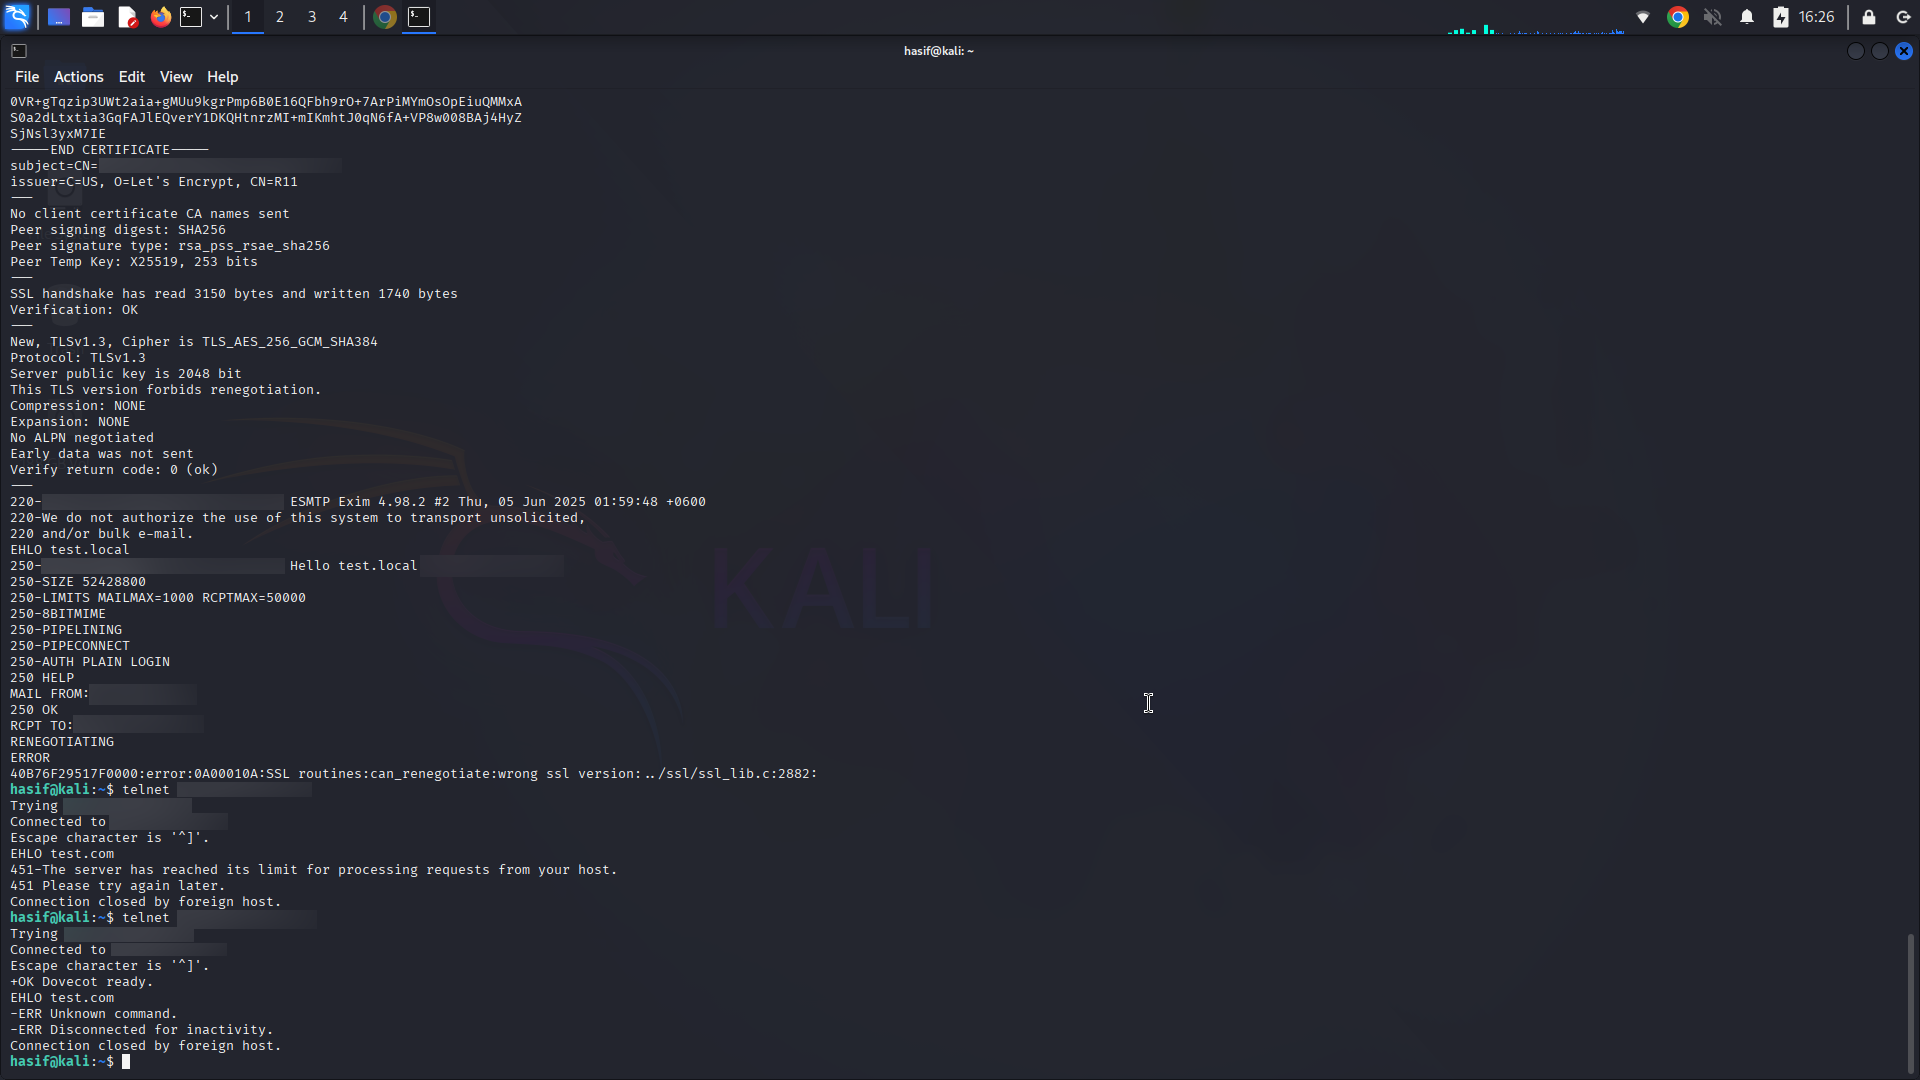 1 2 3 4
16:26
hasif@kali: ~
File Actions Edit View Help
0VR+gTqzip3UWt2aia+gMUu9kgrPmp6B0E16QFbh9rO+7ArPiMYmOsOpEiuQMMxA
S0a2dLtxtia3GqFAJlEQverY1DKQHtnrzMI+mIKmhtJ0qN6fA+VP8w008BAj4HyZ
SjNsl3yxM7IE
-----END CERTIFICATE-----
subject=CN=
issuer=C=US, O=Let's Encrypt, CN=R11
---
No client certificate CA names sent
Peer signing digest: SHA256
Peer signature type: rsa_pss_rsae_sha256
Peer Temp Key: X25519, 253 bits
---
SSL handshake has read 3150 bytes and written 1740 bytes
Verification: OK
---
New, TLSv1.3, Cipher is TLS_AES_256_GCM_SHA384
Protocol: TLSv1.3
Server public key is 2048 bit
This TLS version forbids renegotiation.
Compression: NONE
Expansion: NONE
No ALPN negotiated
Early data was not sent
Verify return code: 0 (ok)
---
220- ESMTP Exim 4.98.2 #2 Thu, 05 Jun 2025 01:59:48 +0600
220-We do not authorize the use of this system to transport unsolicited,
220 and/or bulk e-mail.
EHLO test.local
250- Hello test.local
250-SIZE 52428800
250-LIMITS MAILMAX=1000 RCPTMAX=50000
250-8BITMIME
250-PIPELINING
250-PIPECONNECT
250-AUTH PLAIN LOGIN
250 HELP
MAIL FROM:
250 OK
RCPT TO:
RENEGOTIATING
ERROR
40B76F29517F0000:error:0A00010A:SSL routines:can_renegotiate:wrong ssl version:../ssl/ssl_lib.c:2882:
hasif@kali:~$ telnet
Trying
Connected to
Escape character is '^]'.
EHLO test.com
451-The server has reached its limit for processing requests from your host.
451 Please try again later.
Connection closed by foreign host.
hasif@kali:~$ telnet
Trying
Connected to
Escape character is '^]'.
+OK Dovecot ready.
EHLO test.com
-ERR Unknown command.
-ERR Disconnected for inactivity.
Connection closed by foreign host.
hasif@kali:~$
KALI